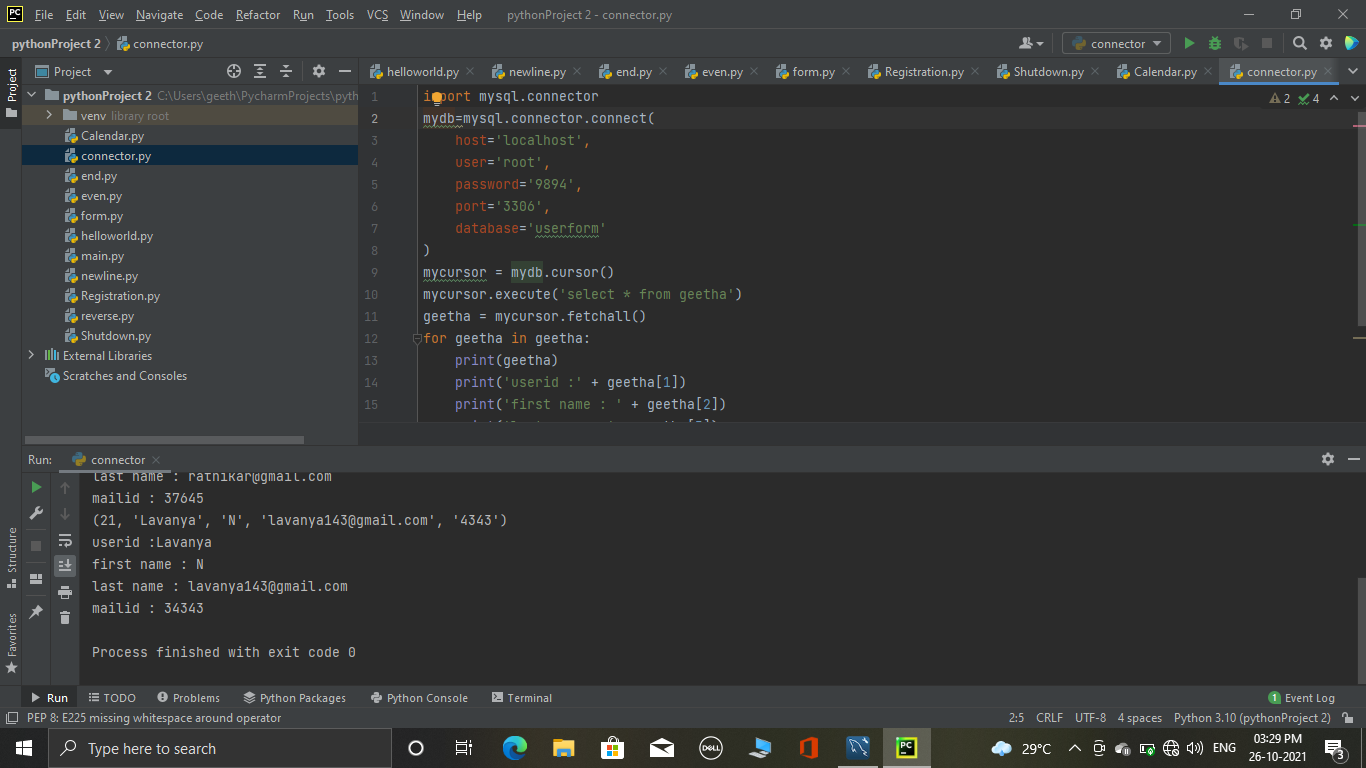 PC File Edit View Navigate Code Refactor Run Tools VCS Window Help pythonProject 2 - connector.py
pythonProject 2 connector.py connector
Project helloworld.py newline.py end.py even.py form.py Registration.py Shutdown.py Calendar.py connector.py
Project
pythonProject 2 C:\Users\geeth\PycharmProjects\pyth
venv library root
Calendar.py
connector.py
end.py
even.py
form.py
helloworld.py
main.py
newline.py
Registration.py
reverse.py
Shutdown.py
External Libraries
Scratches and Consoles
2 4
1 import mysql.connector
2 mydb=mysql.connector.connect(
3 host='localhost',
4 user='root',
5 password='9894',
6 port='3306',
7 database='userform'
8 )
9 mycursor = mydb.cursor()
10 mycursor.execute('select * from geetha')
11 geetha = mycursor.fetchall()
12 for geetha in geetha:
13 print(geetha)
14 print('userid :' + geetha[1])
15 print('first name : ' + geetha[2])
Run: connector
last name : rathikar@gmail.com
mailid : 37645
(21, 'Lavanya', 'N', 'lavanya143@gmail.com', '4343')
userid :Lavanya
first name : N
last name : lavanya143@gmail.com
mailid : 34343
Process finished with exit code 0
Structure
Favorites
Run TODO Problems Python Packages Python Console Terminal 1 Event Log
PEP 8: E225 missing whitespace around operator 2:5 CRLF UTF-8 4 spaces Python 3.10 (pythonProject 2)
Type here to search DELL PC 29°C ENG 03:29 PM
26-10-2021 3